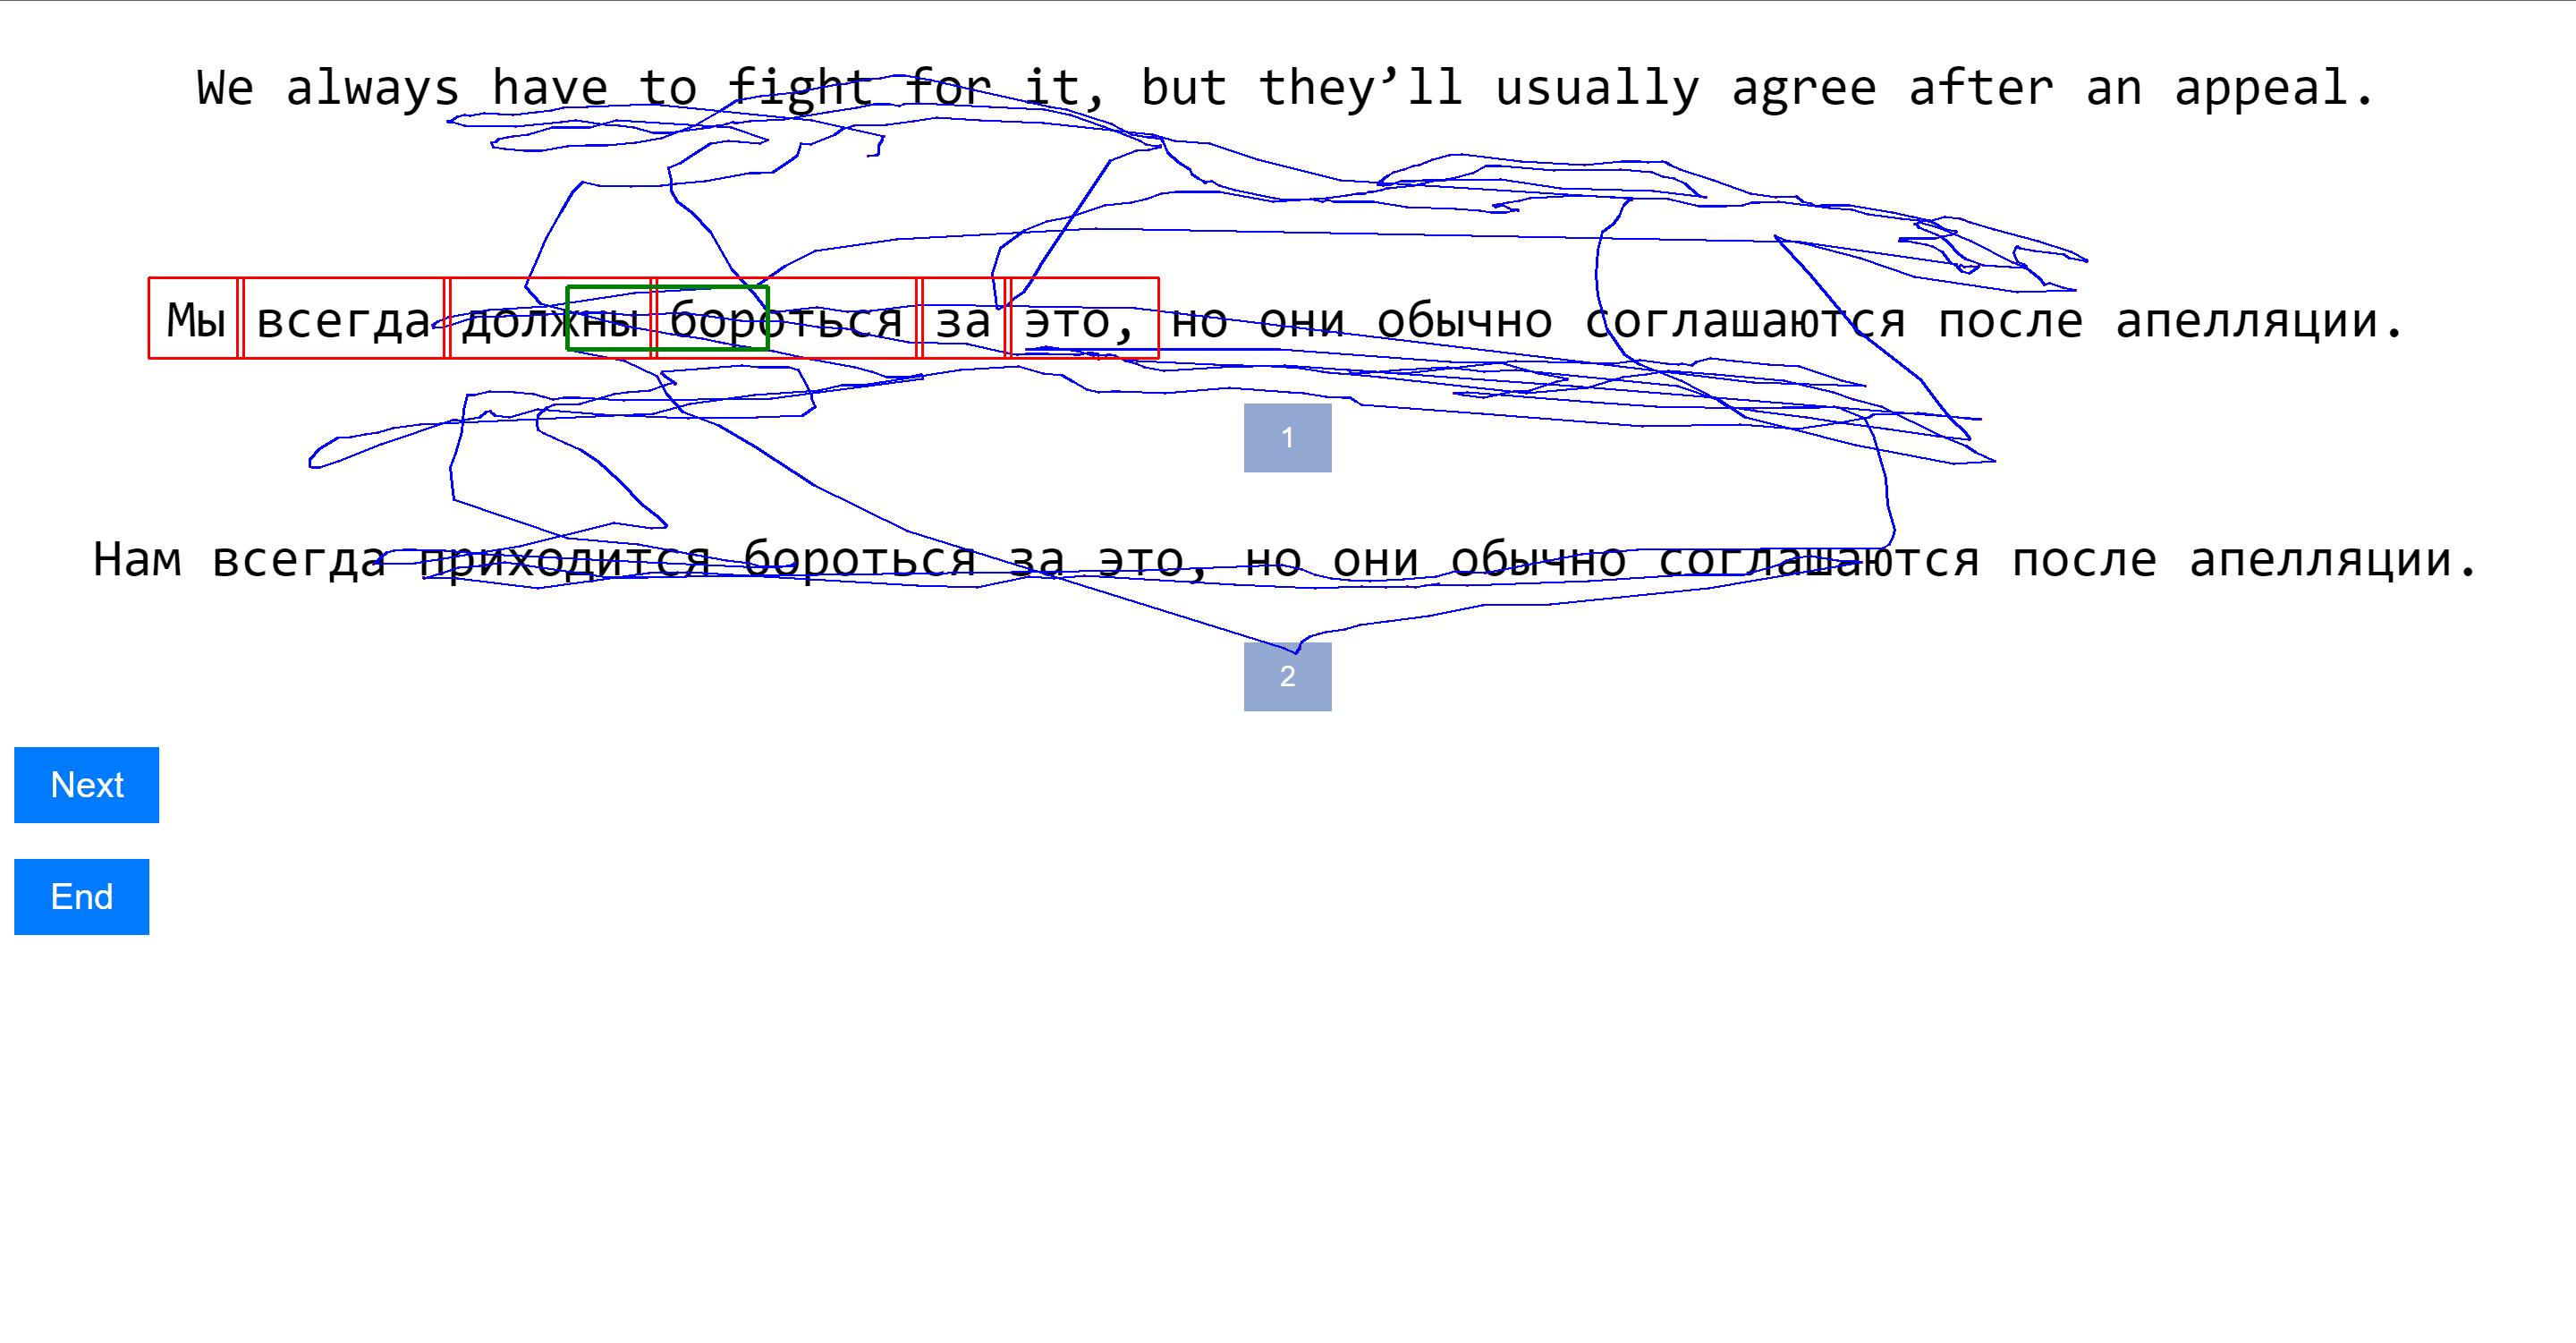 We always have to fight for it, but they’ll usually agree after an appeal.
Мы всегда должны бороться за это, но они обычно соглашаются после апелляции.
1
Нам всегда приходится бороться за это, но они обычно соглашаются после апелляции.
2
Next
End